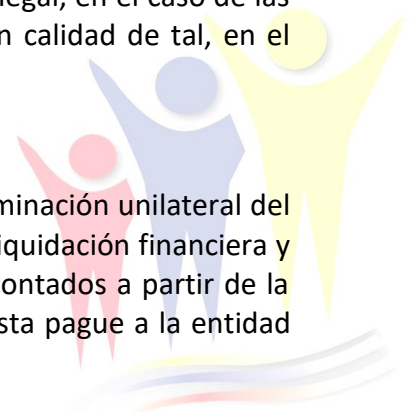 legal, en el caso de las
n calidad de tal, en el
minación unilateral del
iquidación financiera y
ontados a partir de la
sta pague a la entidad